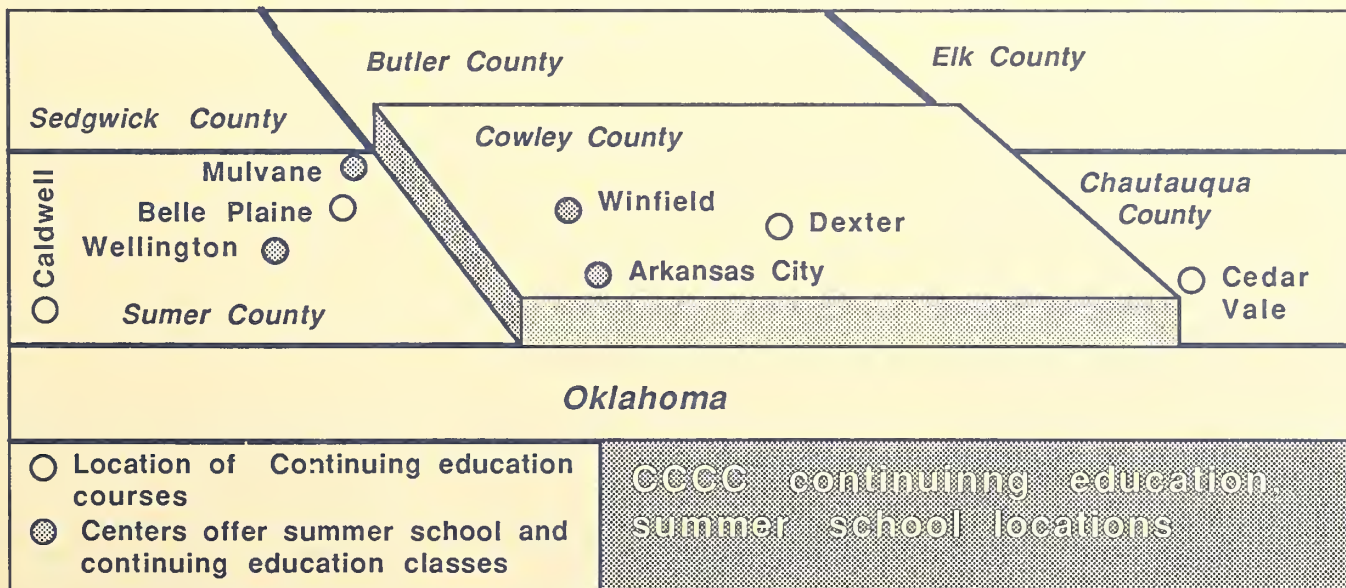 Butler County
Elk County
Sedgwick County
Cowley County
Mulvane
Chautauqua
County
Caldwell
Belle Plaine
Winfield
Dexter
Wellington
Arkansas City
Cedar
Vale
Sumer County
Oklahoma
Location of Continuing education
courses
Centers offer summer school and
continuing education classes
CCCC continuinng education,
summer school locations